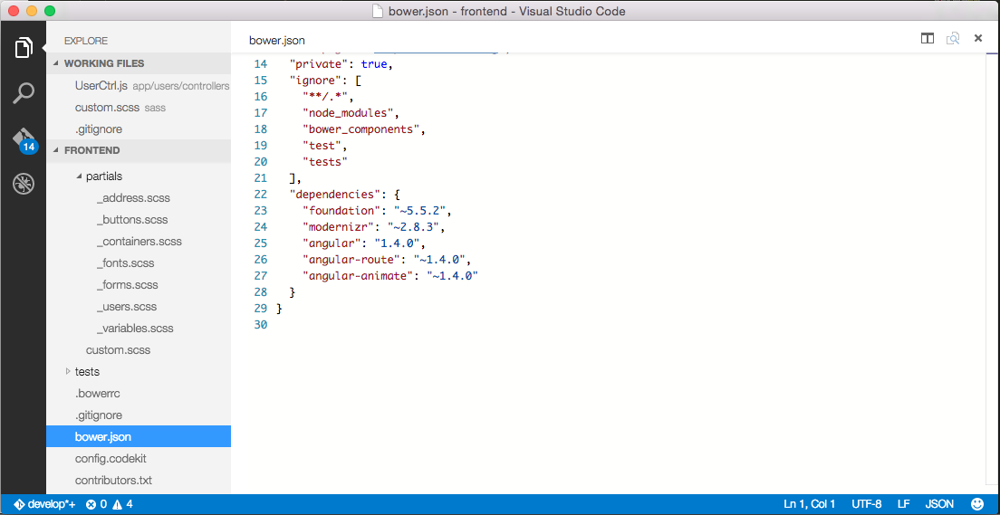 bower.json - frontend - Visual Studio Code
EXPLORE
WORKING FILES
UserCtrl.js app/users/controllers
custom.scss sass
.gitignore
FRONTEND
partials
_address.scss
_buttons.scss
_containers.scss
_fonts.scss
_forms.scss
_users.scss
_variables.scss
custom.scss
tests
.bowerrc
.gitignore
bower.json
config.codekit
contributors.txt
14
bower.json
14 "private": true,
15 "ignore": [
16 "**/.*",
17 "node_modules",
18 "bower_components",
19 "test",
20 "tests"
21 ],
22 "dependencies": {
23 "foundation": "~5.5.2",
24 "modernizr": "~2.8.3",
25 "angular": "1.4.0",
26 "angular-route": "~1.4.0",
27 "angular-animate": "~1.4.0"
28 }
29 }
30
develop*+ 0 4
Ln 1, Col 1 UTF-8 LF JSON